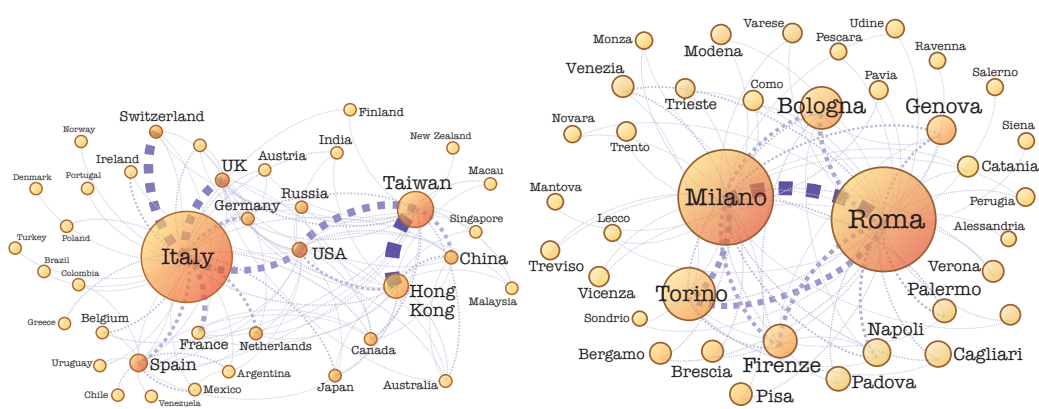 Switzerland
Finland
Norway
India
New Zealand
Ireland
UK
Austria
Taiwan
Macau
Denmark
Portugal
Russia
Germany
Singapore
Poland
Turkey
Italy
USA
China
Brazil
Colombia
Hong
Kong
Malaysia
Greece
Belgium
France
Netherlands
Canada
Uruguay
Spain
Argentina
Japan
Australia
Chile
Mexico
Venezuela
Varese
Udine
Monza
Modena
Pescara
Ravenna
Venezia
Trieste
Como
Pavia
Salerno
Bologna
Genova
Novara
Trento
Siena
Catania
Mantova
Milano
Roma
Perugia
Lecco
Alessandria
Treviso
Verona
Vicenza
Torino
Palermo
Sondrio
Napoli
Bergamo
Brescia
Firenze
Cagliari
Padova
Pisa